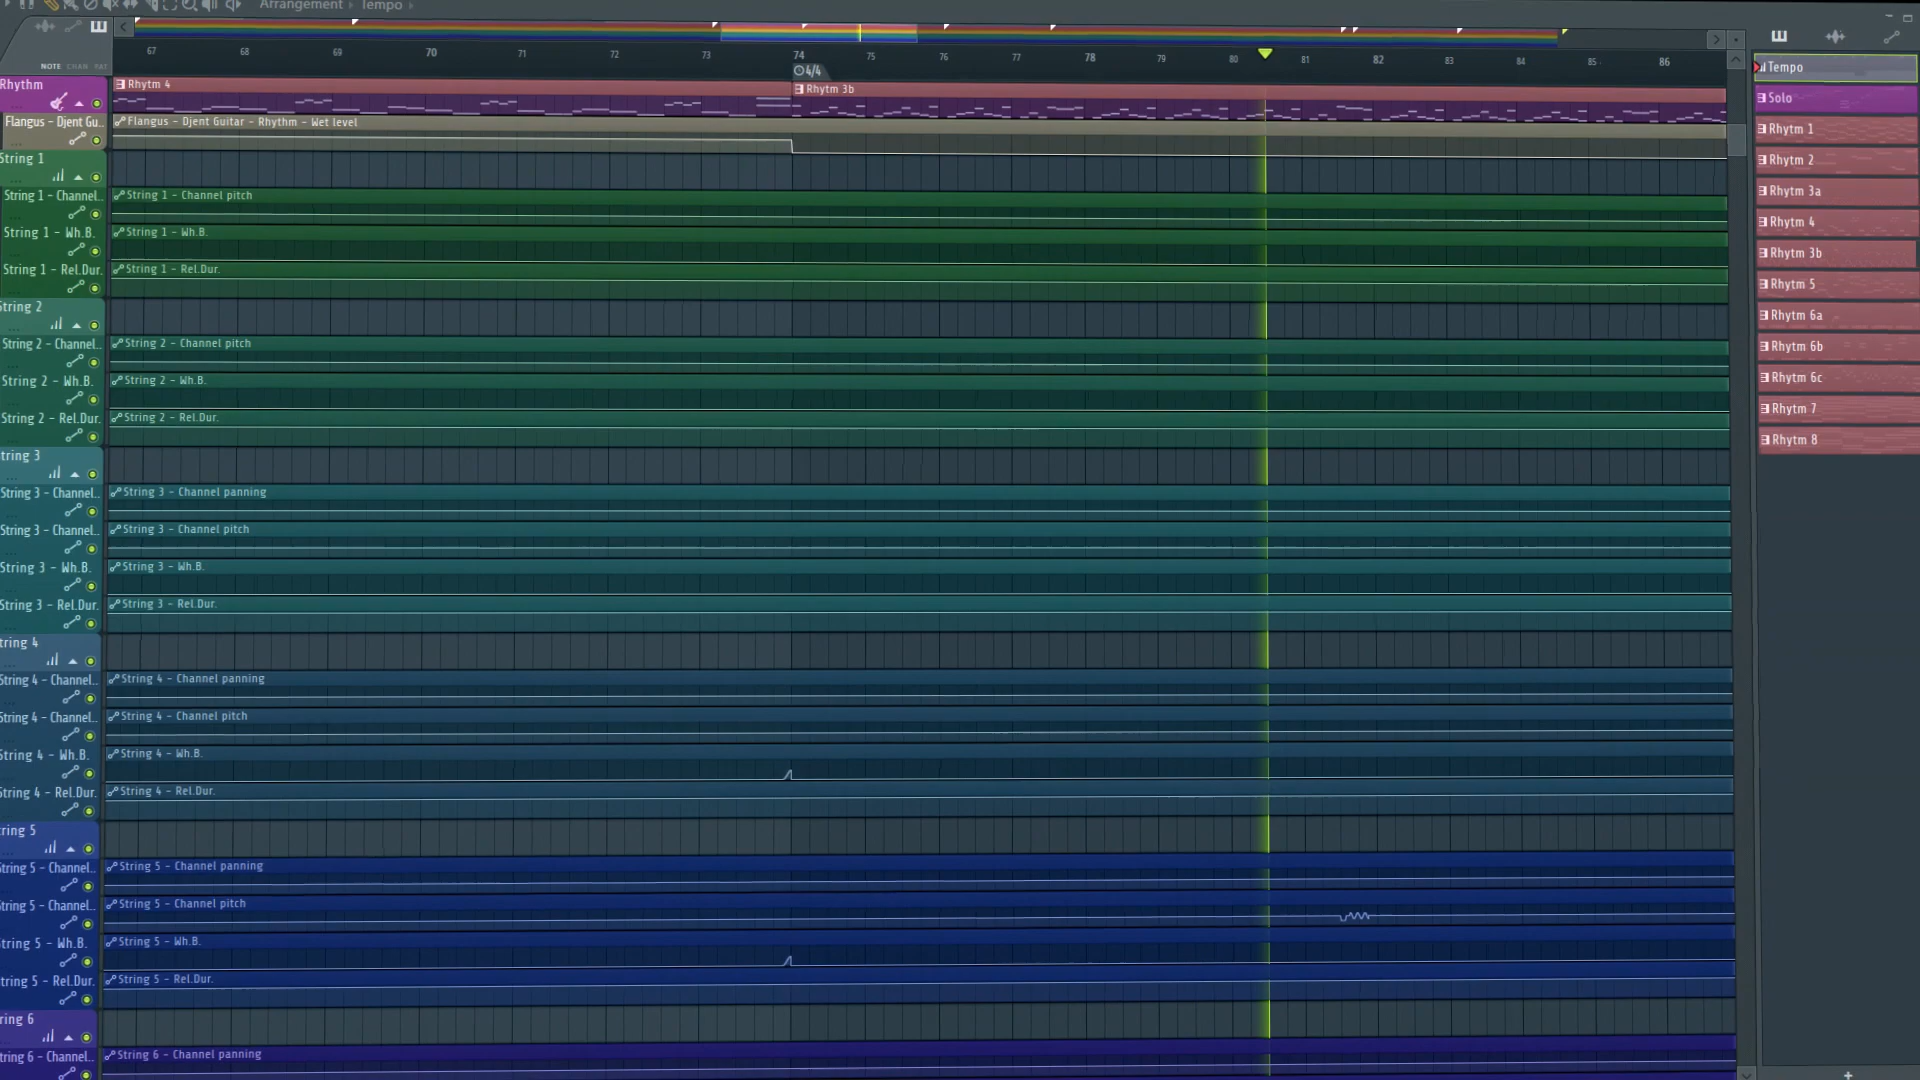 Arrangement › Tempo ›
67 68 69 70 71 72 73 74 75 76 77 78 79 80 81 82 83 84 85 86
4/4
NOTE CHAN PAT
Rhythm
Rhytm 4
Rhytm 3b
Flangus - Djent Gu..
Flangus - Djent Guitar - Rhythm - Wet level
String 1
String 1 - Channel..
String 1 - Channel pitch
String 1 - Wh.B.
String 1 - Wh.B.
String 1 - Rel.Dur.
String 1 - Rel.Dur.
String 2
String 2 - Channel..
String 2 - Channel pitch
String 2 - Wh.B.
String 2 - Wh.B.
String 2 - Rel.Dur.
String 2 - Rel.Dur.
String 3
String 3 - Channel..
String 3 - Channel panning
String 3 - Channel..
String 3 - Channel pitch
String 3 - Wh.B.
String 3 - Wh.B.
String 3 - Rel.Dur.
String 3 - Rel.Dur.
tring 4
String 4 - Channel..
String 4 - Channel panning
String 4 - Channel..
String 4 - Channel pitch
String 4 - Wh.B.
String 4 - Wh.B.
String 4 - Rel.Dur.
String 4 - Rel.Dur.
tring 5
String 5 - Channel..
String 5 - Channel panning
String 5 - Channel..
String 5 - Channel pitch
String 5 - Wh.B.
String 5 - Wh.B.
String 5 - Rel.Dur.
String 5 - Rel.Dur.
ring 6
tring 6 - Channel..
String 6 - Channel panning
Tempo
Solo
Rhytm 1
Rhytm 2
Rhytm 3a
Rhytm 4
Rhytm 3b
Rhytm 5
Rhytm 6a
Rhytm 6b
Rhytm 6c
Rhytm 7
Rhytm 8